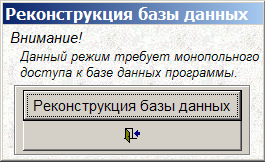 Реконструкция базы данных
Внимание!
Данный режим требует монопольного
доступа к базе данных программы.
Реконструкция базы данных